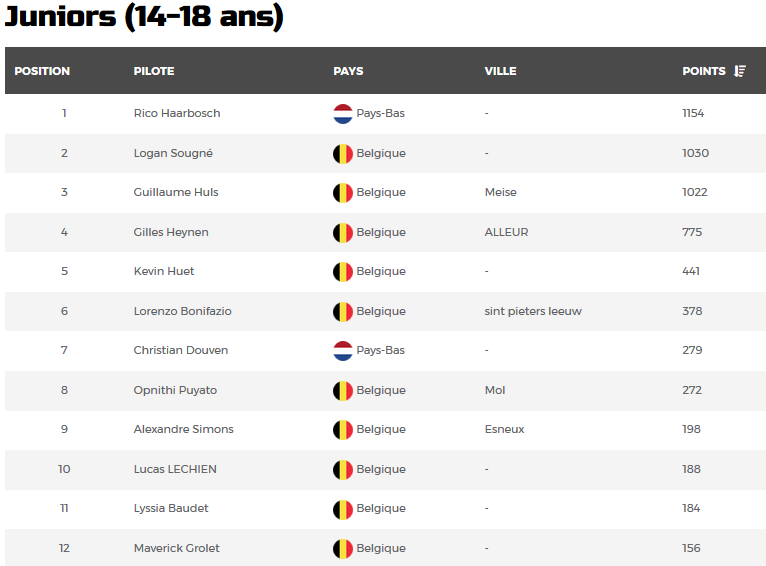 Juniors (14-18 ans)
POSITION PILOTE PAYS VILLE POINTS
1 Rico Haarbosch Pays-Bas - 1154
2 Logan Sougné Belgique - 1030
3 Guillaume Huls Belgique Meise 1022
4 Gilles Heynen Belgique ALLEUR 775
5 Kevin Huet Belgique - 441
6 Lorenzo Bonifazio Belgique sint pieters leeuw 378
7 Christian Douven Pays-Bas - 279
8 Opnithi Puyato Belgique Mol 272
9 Alexandre Simons Belgique Esneux 198
10 Lucas LECHIEN Belgique - 188
11 Lyssia Baudet Belgique - 184
12 Maverick Grolet Belgique - 156